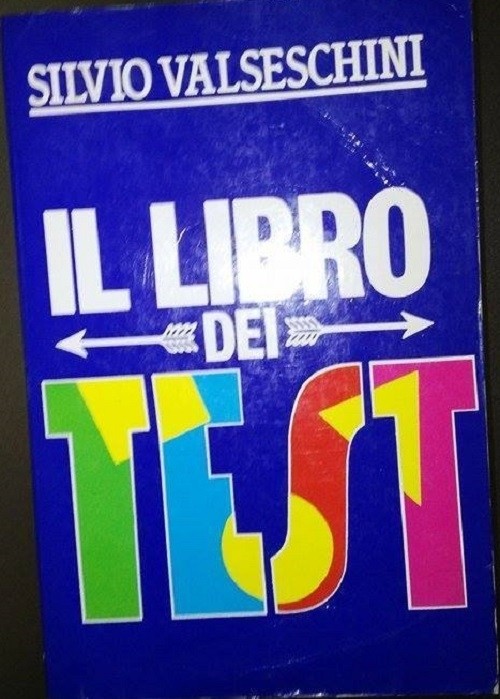 SILVIO VALSESCHINI
IL LIBRO
DEI
TEST